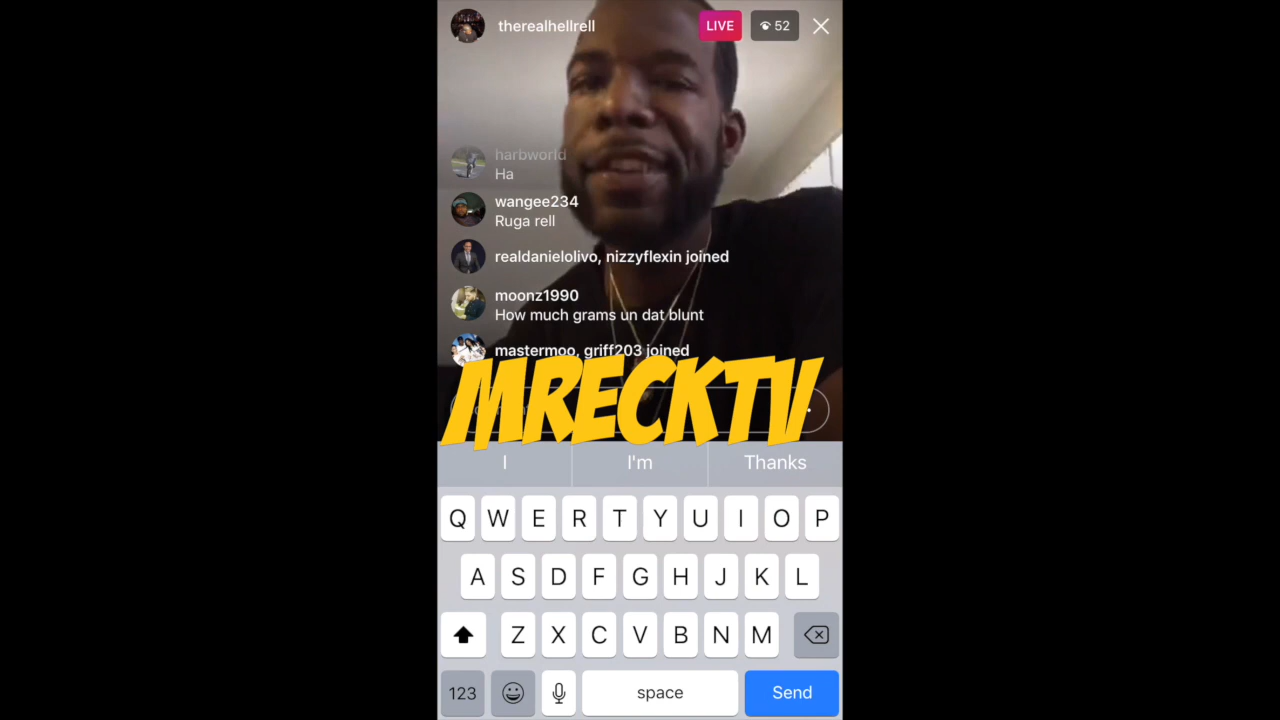 therealhellrell
LIVE
52
harbworld
Ha
wangee234
Ruga rell
realdanielolivo, nizzyflexin joined
moonz1990
How much grams un dat blunt
mastermoo, griff203 joined
MRECKTV
I I'm Thanks
Q W E R T Y U I O P
A S D F G H J K L
Z X C V B N M
123 space Send